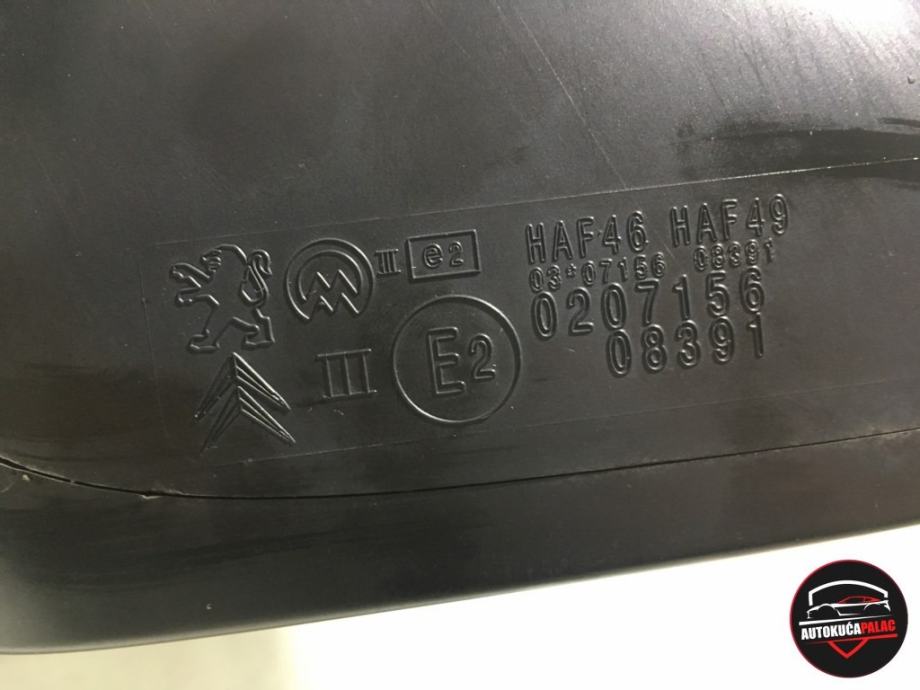 HAF46 HAF49
III e2
03*07156 08391
0207156
III E2
08391
AUTOKUĆAPALAC